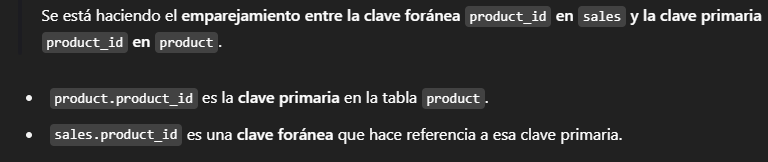 Se está haciendo el emparejamiento entre la clave foránea product_id en sales y la clave primaria
product_id en product.
• product.product_id es la clave primaria en la tabla product.
• sales.product_id es una clave foránea que hace referencia a esa clave primaria.